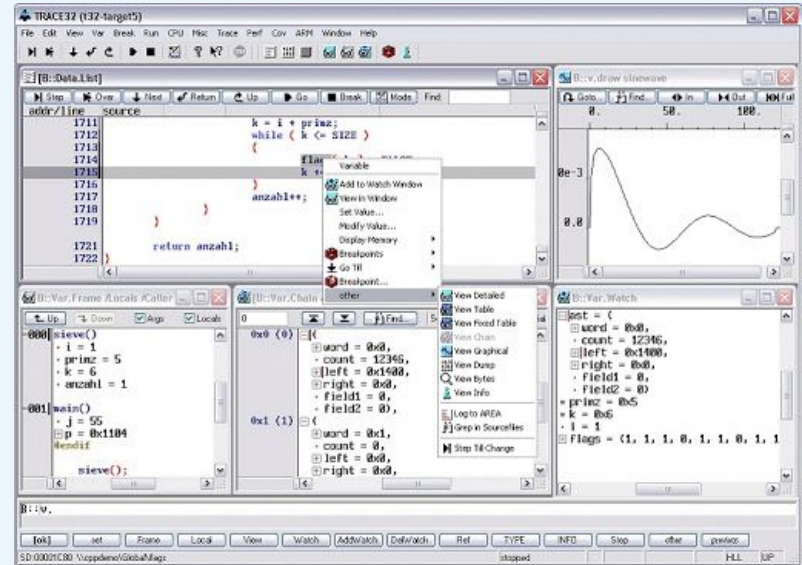 TRACE32 (t32-target5)
File Edit View Var Break Run CPU Misc Trace Perf Cov ARM Window Help
[B::Data.List]
Step Over Next Return Up Go Break Mode Find:
addr/line source
1711 k = i + primz;
1712 while ( k <= SIZE )
1713 {
1714
1715 k
1716 }
1717 anzahl++;
1718 }
1719 }
1721 return anzahl;
1722 }
Variable
Add to Watch Window
View in Window
Set Value...
Modify Value...
Display Memory
Breakpoints
Go Till
Breakpoint...
other
View Detailed
View Table
View Fixed Table
View Chain
View Graphical
View Dump
View Bytes
View Info
Log to AREA
Grep in Sourcefiles
Step Till Change
B::v.draw sinewave
Goto... Find... In Out Full
0. 50. 100.
0e-3
0.0
B::Var.Frame /Locals /Caller
Up Down Args Locals
-000 sieve()
i = 1
primz = 5
k = 6
anzahl = 1
-001 main()
j = 55
p = 0x1104
#endif
sieve();
[B::Var.Chain
0 Find...
0x0 (0) (
word = 0x0,
count = 12346,
left = 0x1400,
right = 0x0,
field1 = 0,
field2 = 0),
0x1 (1) (
word = 0x1,
count = 0,
left = 0x0,
right = 0x0,
B::Var.Watch
ast = (
word = 0x0,
count = 12346,
left = 0x1400,
right = 0x0,
field1 = 0,
field2 = 0)
primz = 0x5
k = 0x6
i = 1
flags = (1, 1, 1, 0, 1, 1, 0, 1, 1
B::v.
[ok] set Frame Local View Watch AddWatch DelWatch Ref TYPE INFO Step other previous
stopped HLL UP